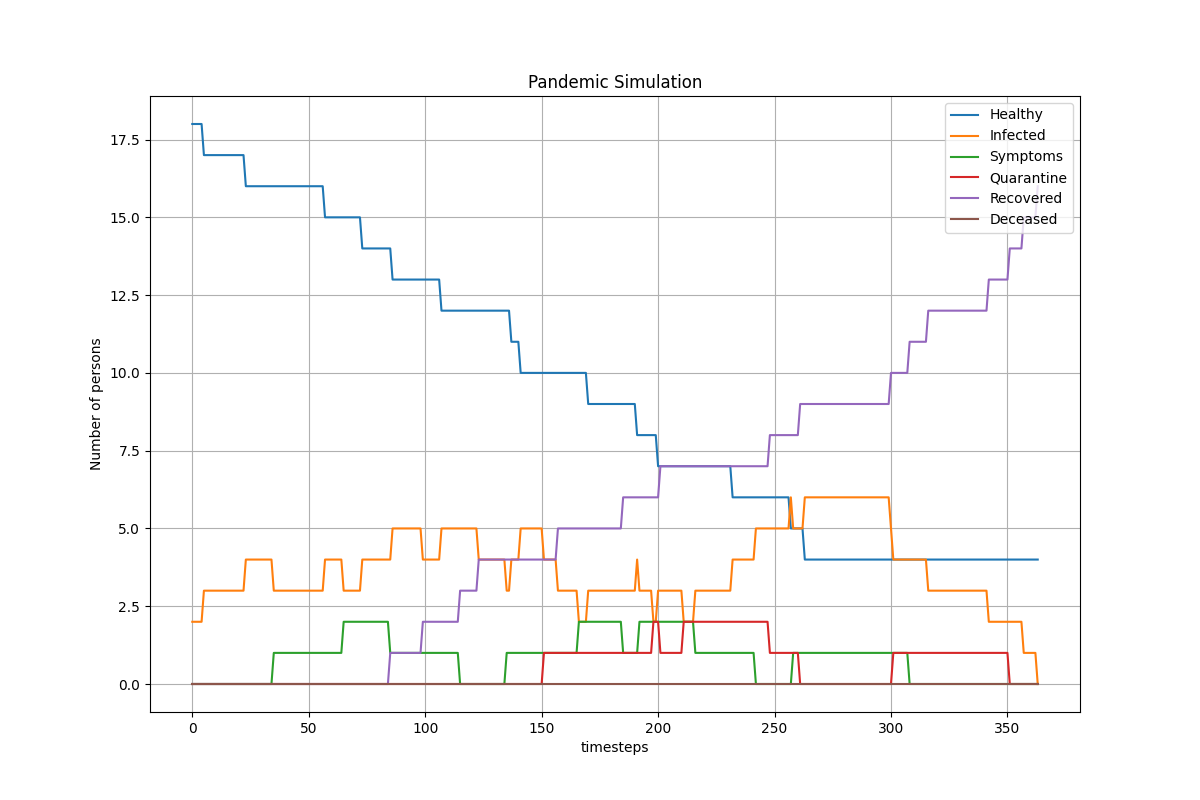 Pandemic Simulation
Healthy
Infected
Symptoms
Quarantine
Recovered
Deceased
Number of persons
17.5
15.0
12.5
10.0
7.5
5.0
2.5
0.0
0 50 100 150 200 250 300 350
timesteps